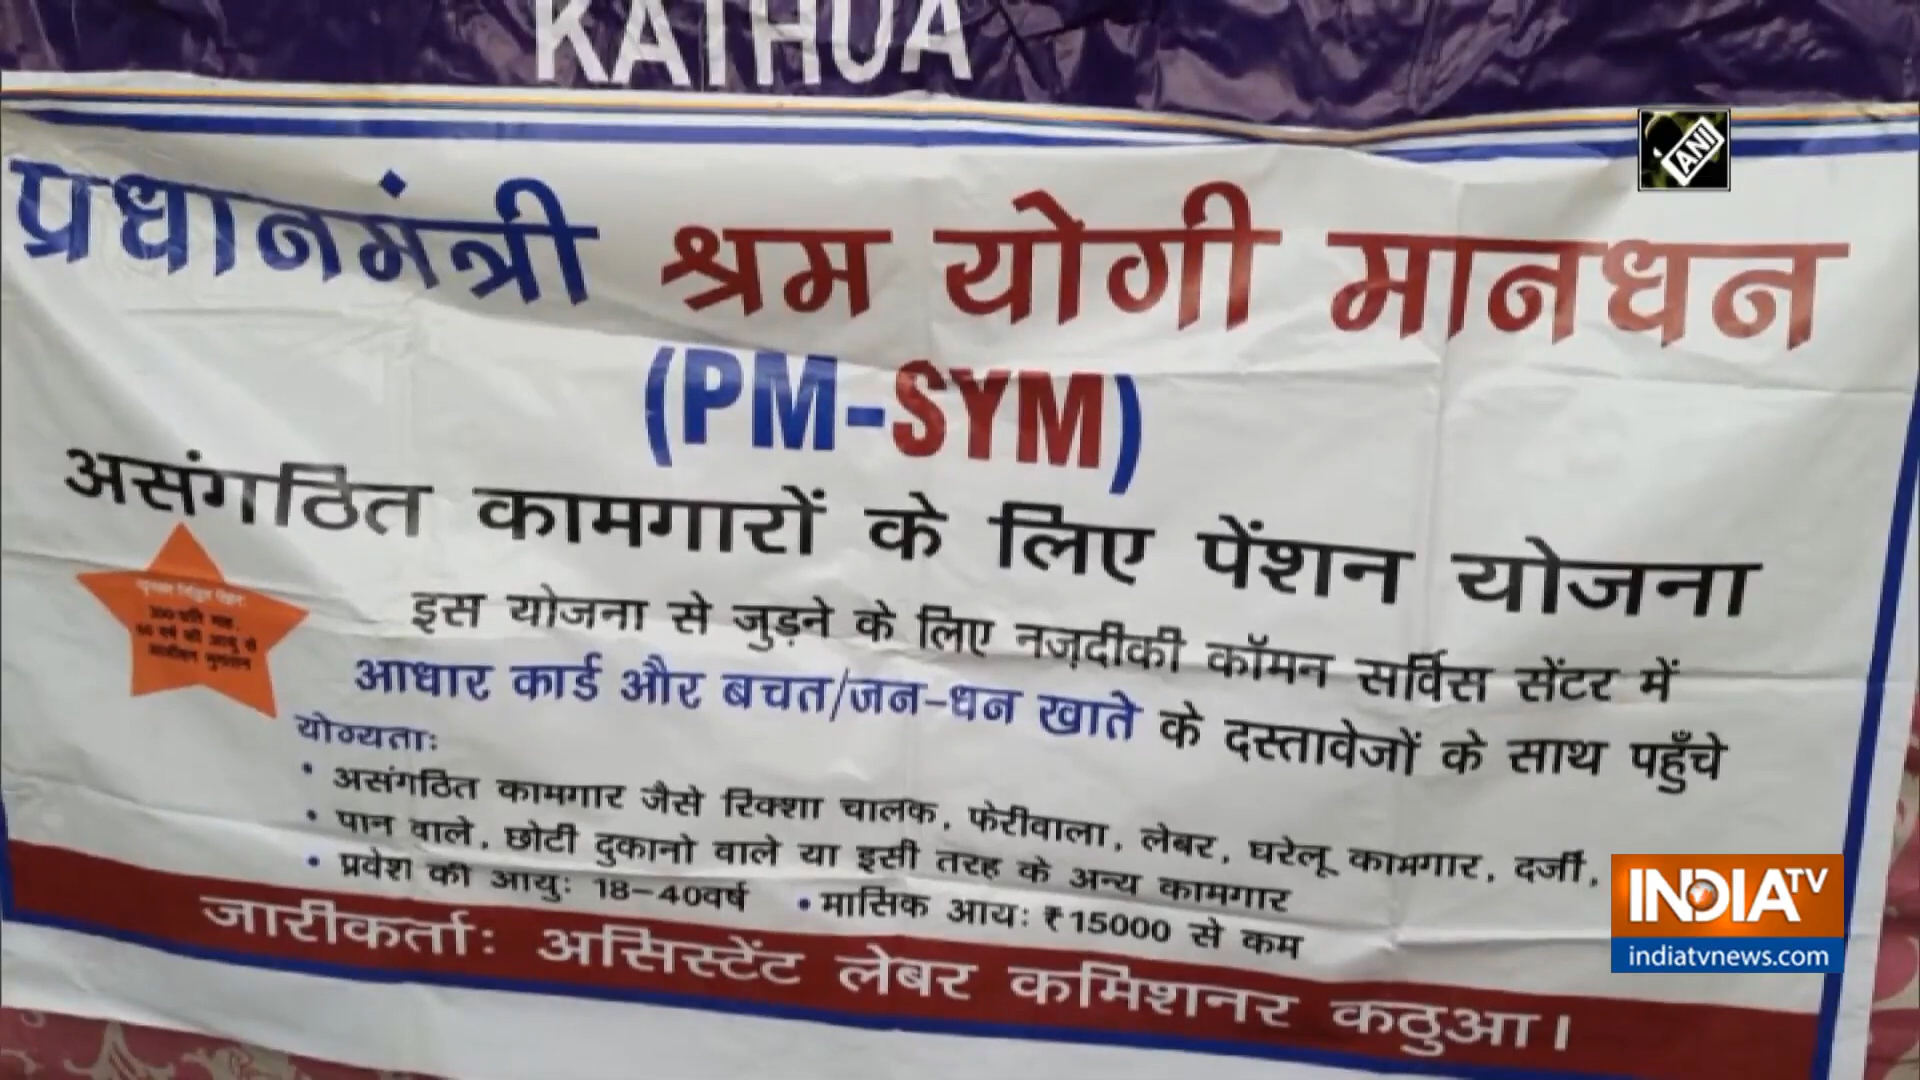 KATHUA
ANI
प्रधानमंत्री श्रम योगी मानधन
(PM-SYM)
असंगठित कामगारों के लिए पेंशन योजना
इस योजना से जुड़ने के लिए नज़दीकी कॉमन सर्विस सेंटर में
आधार कार्ड और बचत/जन-धन खाते के दस्तावेजों के साथ पहुँचे
योग्यताः
• असंगठित कामगार जैसे रिक्शा चालक, फेरीवाला, लेबर, घरेलू कामगार, दर्जी,
• पान वाले, छोटी दुकानो वाले या इसी तरह के अन्य कामगार
• प्रवेश की आयुः 18-40वर्ष • मासिक आयः ₹15000 से कम
जारीकर्ताः असिस्टेंट लेबर कमिशनर कठुआ।
INDIA TV
indiatvnews.com